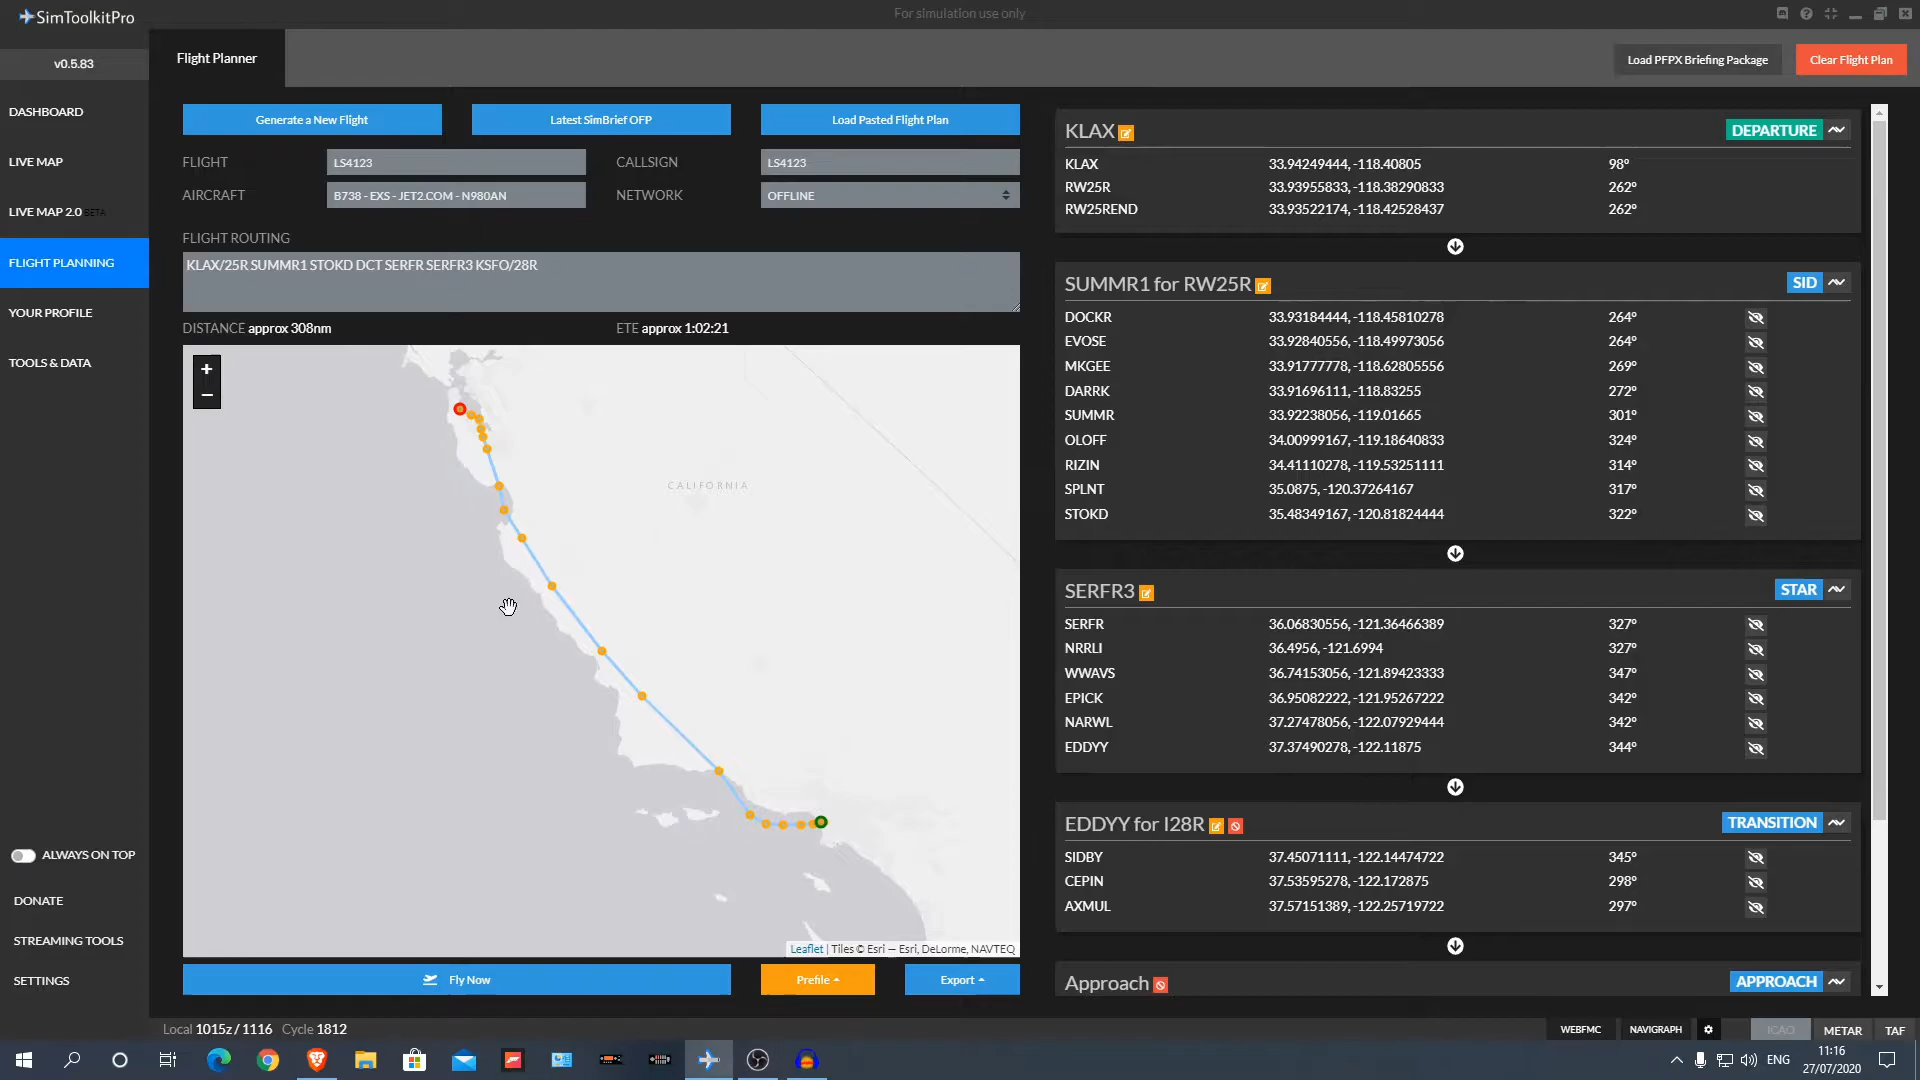 SimToolkitPro
For simulation use only
v0.5.83
Flight Planner
Load PFPX Briefing Package
Clear Flight Plan
DASHBOARD
LIVE MAP
LIVE MAP 2.0 BETA
FLIGHT PLANNING
YOUR PROFILE
TOOLS & DATA
ALWAYS ON TOP
DONATE
STREAMING TOOLS
SETTINGS
Generate a New Flight
Latest SimBrief OFP
Load Pasted Flight Plan
FLIGHT LS4123 CALLSIGN LS4123
AIRCRAFT B738 - EXS - JET2.COM - N980AN NETWORK OFFLINE
FLIGHT ROUTING
KLAX/25R SUMMR1 STOKD DCT SERFR SERFR3 KSFO/28R
DISTANCE approx 308nm ETE approx 1:02:21
+
−
CALIFORNIA
Leaflet | Tiles © Esri — Esri, DeLorme, NAVTEQ
Fly Now
Prefile
Export
KLAX DEPARTURE
KLAX 33.94249444, -118.40805 98°
RW25R 33.93955833, -118.38290833 262°
RW25REND 33.93522174, -118.42528437 262°
SUMMR1 for RW25R SID
DOCKR 33.93184444, -118.45810278 264°
EVOSE 33.92840556, -118.49973056 264°
MKGEE 33.91777778, -118.62805556 269°
DARRK 33.91696111, -118.83255 272°
SUMMR 33.92238056, -119.01665 301°
OLOFF 34.00999167, -119.18640833 324°
RIZIN 34.41110278, -119.53251111 314°
SPLNT 35.0875, -120.37264167 317°
STOKD 35.48349167, -120.81824444 322°
SERFR3 STAR
SERFR 36.06830556, -121.36466389 327°
NRRLI 36.4956, -121.6994 327°
WWAVS 36.74153056, -121.89423333 347°
EPICK 36.95082222, -121.95267222 342°
NARWL 37.27478056, -122.07929444 342°
EDDYY 37.37490278, -122.11875 344°
EDDYY for I28R TRANSITION
SIDBY 37.45071111, -122.14474722 345°
CEPIN 37.53595278, -122.172875 298°
AXMUL 37.57151389, -122.25719722 297°
Approach APPROACH
Local 1015z / 1116 Cycle 1812
WEBFMC
NAVIGRAPH
ICAO
METAR
TAF
ENG
11:16
27/07/2020